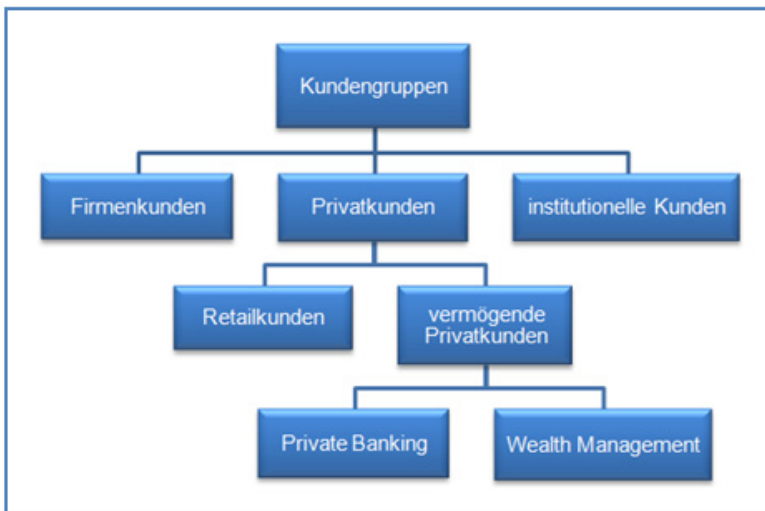 Kundengruppen
Firmenkunden
Privatkunden
institutionelle Kunden
Retailkunden
vermögende
Privatkunden
Private Banking
Wealth Management